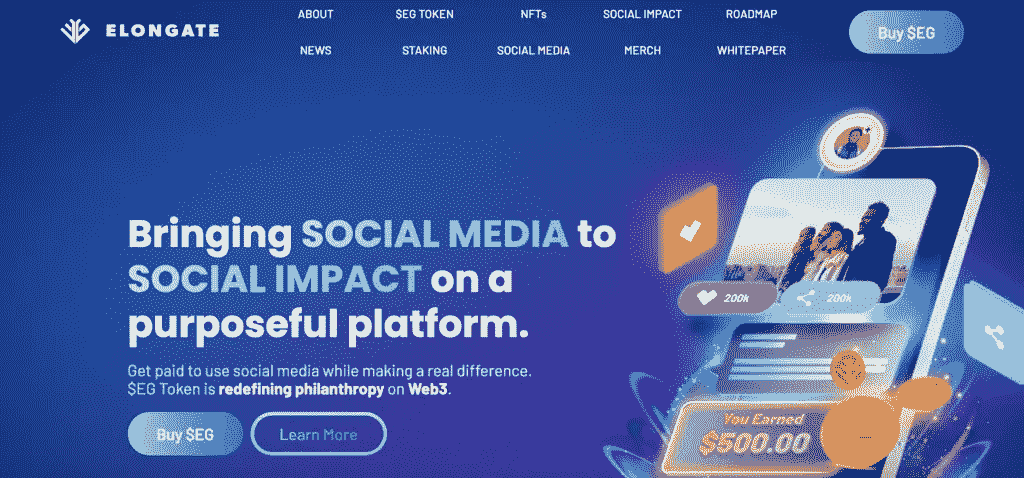 ELONGATE
ABOUT
$EG TOKEN
NFTs
SOCIAL IMPACT
ROADMAP
NEWS
STAKING
SOCIAL MEDIA
MERCH
WHITEPAPER
Buy $EG
Bringing SOCIAL MEDIA to
SOCIAL IMPACT on a
purposeful platform.
Get paid to use social media while making a real difference.
$EG Token is redefining philanthropy on Web3.
Buy $EG
Learn More
200k
200k
You Earned
$500.00